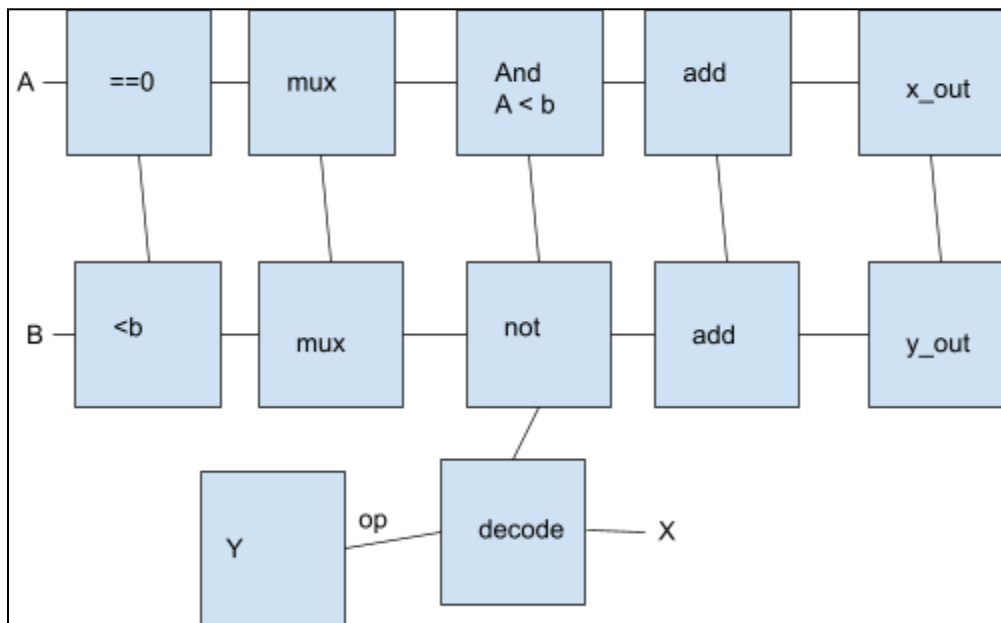 A
==0
mux
And
A < b
add
x_out
B
<b
mux
not
add
y_out
Y
op
decode
X